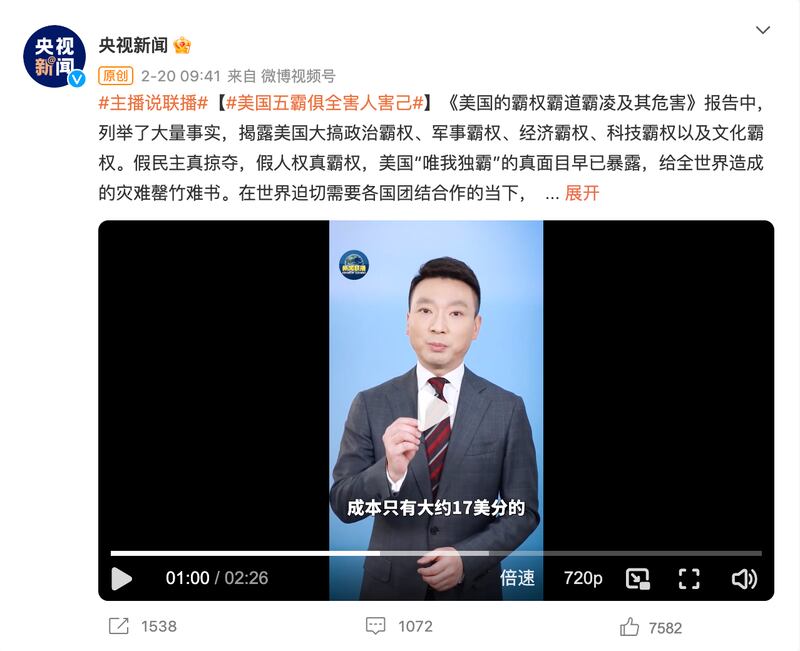 央视
新闻
央视新闻
原创 2-20 09:41 来自 微博视频号
#主播说联播#【#美国五霸俱全害人害己#】《美国的霸权霸道霸凌及其危害》报告中，
列举了大量事实，揭露美国大搞政治霸权、军事霸权、经济霸权、科技霸权以及文化霸
权。假民主真掠夺，假人权真霸权，美国“唯我独霸”的真面目早已暴露，给全世界造成
的灾难罄竹难书。在世界迫切需要各国团结合作的当下， ... 展开
成本只有大约17美分的
01:00 / 02:26 倍速 720p
1538 1072 7582